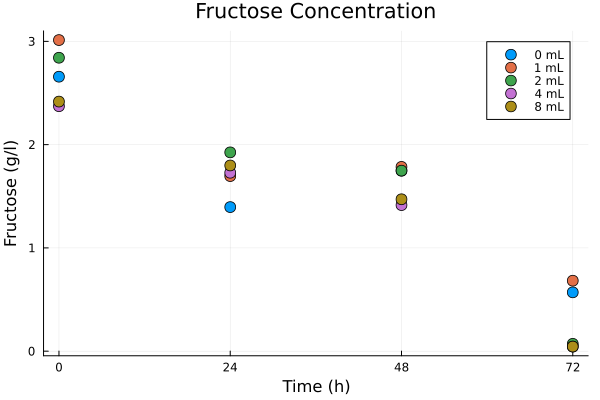 Fructose Concentration
3
2
1
0
Fructose (g/l)
0 mL
1 mL
2 mL
4 mL
8 mL
0 24 48 72
Time (h)